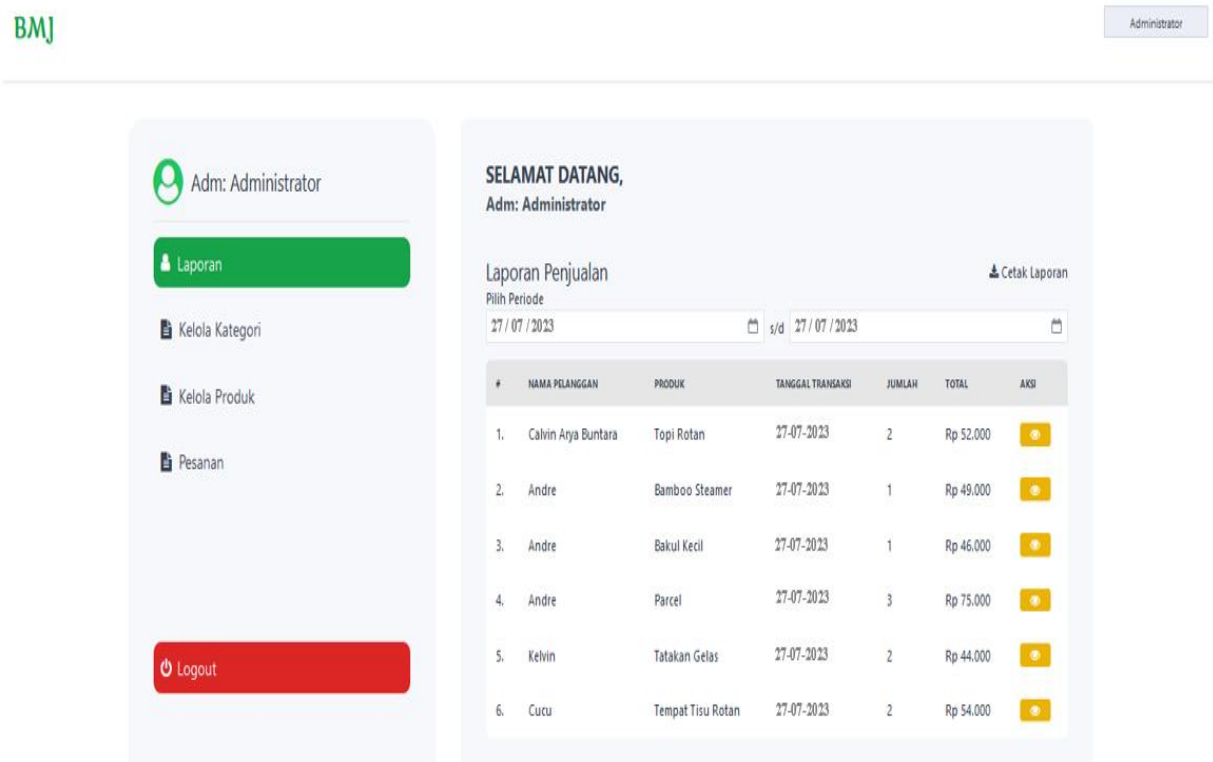 BMJ
Administrator
Adm: Administrator
Laporan
Kelola Kategori
Kelola Produk
Pesanan
Logout
SELAMAT DATANG,
Adm: Administrator
Laporan Penjualan
Cetak Laporan
Pilih Periode
27 / 07 / 2023 s/d 27 / 07 / 2023
# NAMA PELANGGAN PRODUK TANGGAL TRANSAKSI JUMLAH TOTAL AKSI
1. Calvin Arya Buntara Topi Rotan 27-07-2023 2 Rp 52.000
2. Andre Bamboo Steamer 27-07-2023 1 Rp 49.000
3. Andre Bakul Kecil 27-07-2023 1 Rp 46.000
4. Andre Parcel 27-07-2023 3 Rp 75.000
5. Kelvin Tatakan Gelas 27-07-2023 2 Rp 44.000
6. Cucu Tempat Tisu Rotan 27-07-2023 2 Rp 54.000